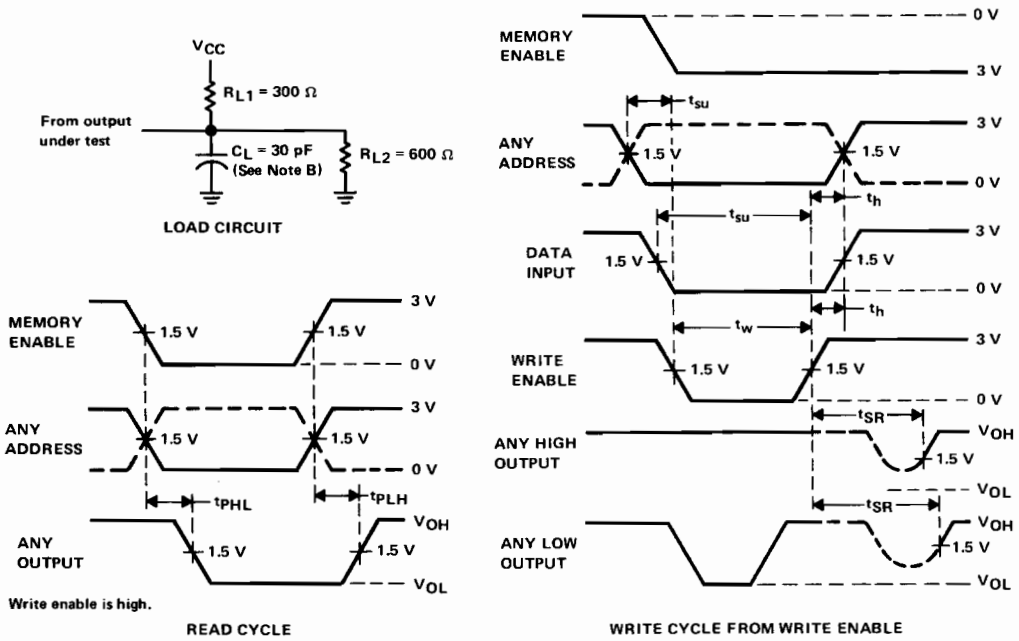 VCC
RL1 = 300 Ω
From output
under test
CL = 30 pF
(See Note B)
RL2 = 600 Ω
LOAD CIRCUIT
MEMORY
ENABLE
3 V
1.5 V
1.5 V
0 V
ANY
ADDRESS
3 V
1.5 V
1.5 V
0 V
tPHL
tPLH
ANY
OUTPUT
VOH
1.5 V
1.5 V
VOL
Write enable is high.
READ CYCLE
MEMORY
ENABLE
0 V
3 V
tsu
ANY
ADDRESS
3 V
1.5 V
1.5 V
0 V
th
tsu
DATA
INPUT
3 V
1.5 V
1.5 V
0 V
th
tw
WRITE
ENABLE
3 V
1.5 V
1.5 V
0 V
tSR
ANY HIGH
OUTPUT
VOH
1.5 V
VOL
tSR
ANY LOW
OUTPUT
VOH
1.5 V
VOL
WRITE CYCLE FROM WRITE ENABLE